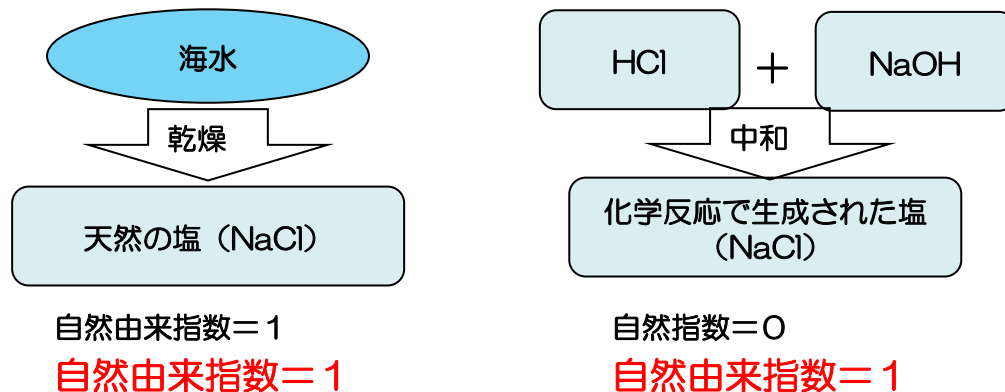 海水
乾燥
天然の塩（NaCl）
自然由来指数＝１
自然由来指数＝１
HCl
＋
NaOH
中和
化学反応で生成された塩
（NaCl）
自然指数＝０
自然由来指数＝１